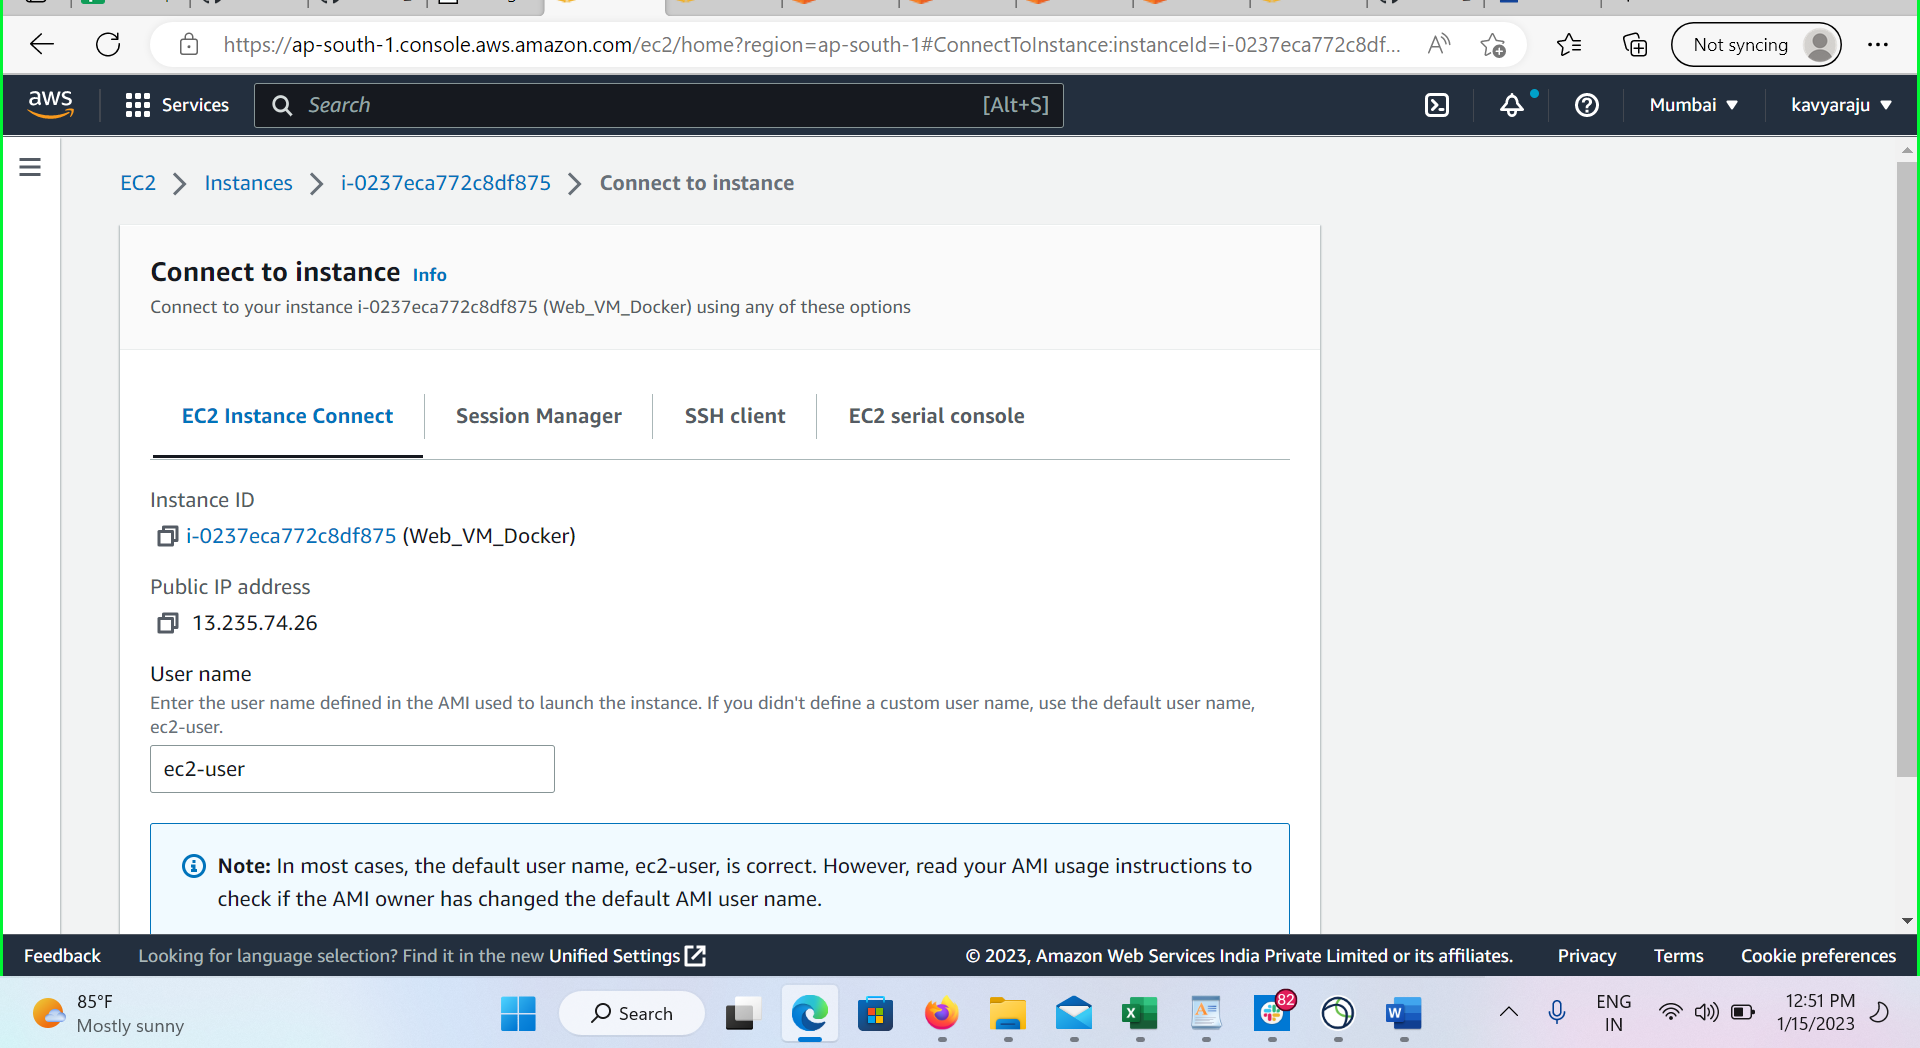 https://ap-south-1.console.aws.amazon.com/ec2/home?region=ap-south-1#ConnectToInstance:instanceId=i-0237eca772c8df...
Not syncing
aws
Services
Search
[Alt+S]
Mumbai
kavyaraju
EC2
Instances
i-0237eca772c8df875
Connect to instance
Connect to instance Info
Connect to your instance i-0237eca772c8df875 (Web_VM_Docker) using any of these options
EC2 Instance Connect
Session Manager
SSH client
EC2 serial console
Instance ID
i-0237eca772c8df875 (Web_VM_Docker)
Public IP address
13.235.74.26
User name
Enter the user name defined in the AMI used to launch the instance. If you didn't define a custom user name, use the default user name,
ec2-user.
ec2-user
Note: In most cases, the default user name, ec2-user, is correct. However, read your AMI usage instructions to
check if the AMI owner has changed the default AMI user name.
Feedback
Looking for language selection? Find it in the new Unified Settings
© 2023, Amazon Web Services India Private Limited or its affiliates.
Privacy
Terms
Cookie preferences
85°F
Mostly sunny
Search
82
ENG
IN
12:51 PM
1/15/2023